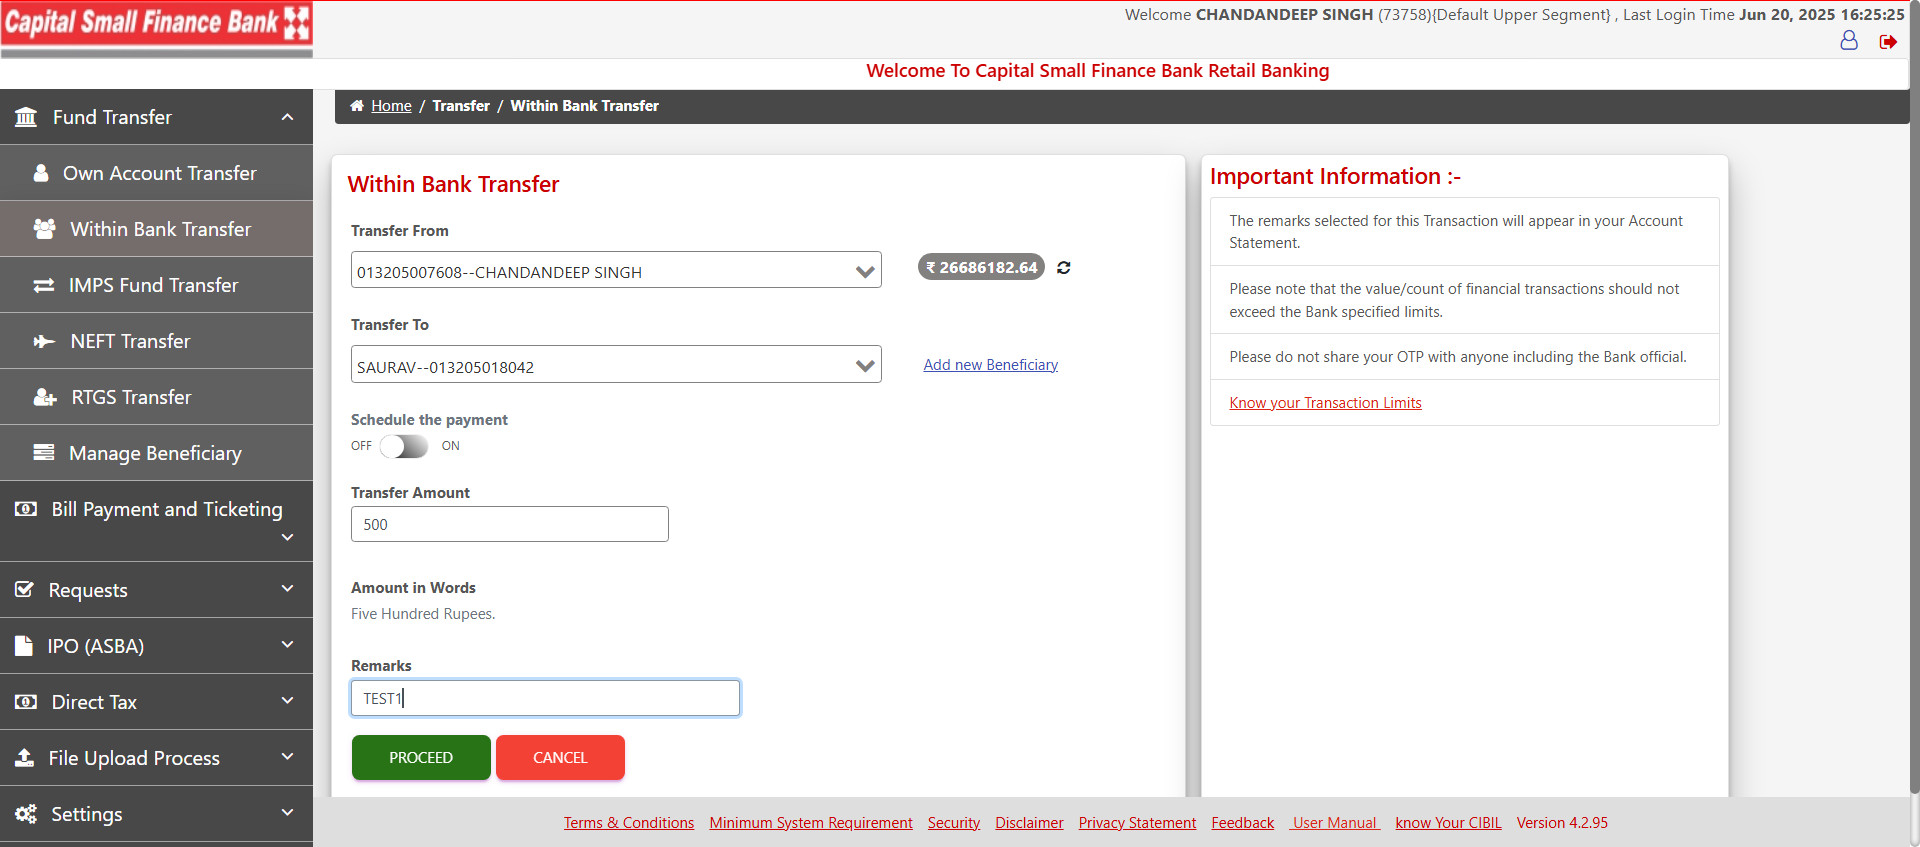 Capital Small Finance Bank
Welcome CHANDANDEEP SINGH (73758){Default Upper Segment} , Last Login Time Jun 20, 2025 16:25:25
Welcome To Capital Small Finance Bank Retail Banking
Fund Transfer
Own Account Transfer
Within Bank Transfer
IMPS Fund Transfer
NEFT Transfer
RTGS Transfer
Manage Beneficiary
Bill Payment and Ticketing
Requests
IPO (ASBA)
Direct Tax
File Upload Process
Settings
Home / Transfer / Within Bank Transfer
Within Bank Transfer
Transfer From
013205007608--CHANDANDEEP SINGH
₹ 26686182.64
Transfer To
SAURAV--013205018042
Add new Beneficiary
Schedule the payment
OFF ON
Transfer Amount
500
Amount in Words
Five Hundred Rupees.
Remarks
TEST1
PROCEED CANCEL
Important Information :-
The remarks selected for this Transaction will appear in your Account
Statement.
Please note that the value/count of financial transactions should not
exceed the Bank specified limits.
Please do not share your OTP with anyone including the Bank official.
Know your Transaction Limits
Terms & Conditions Minimum System Requirement Security Disclaimer Privacy Statement Feedback User Manual know Your CIBIL Version 4.2.95